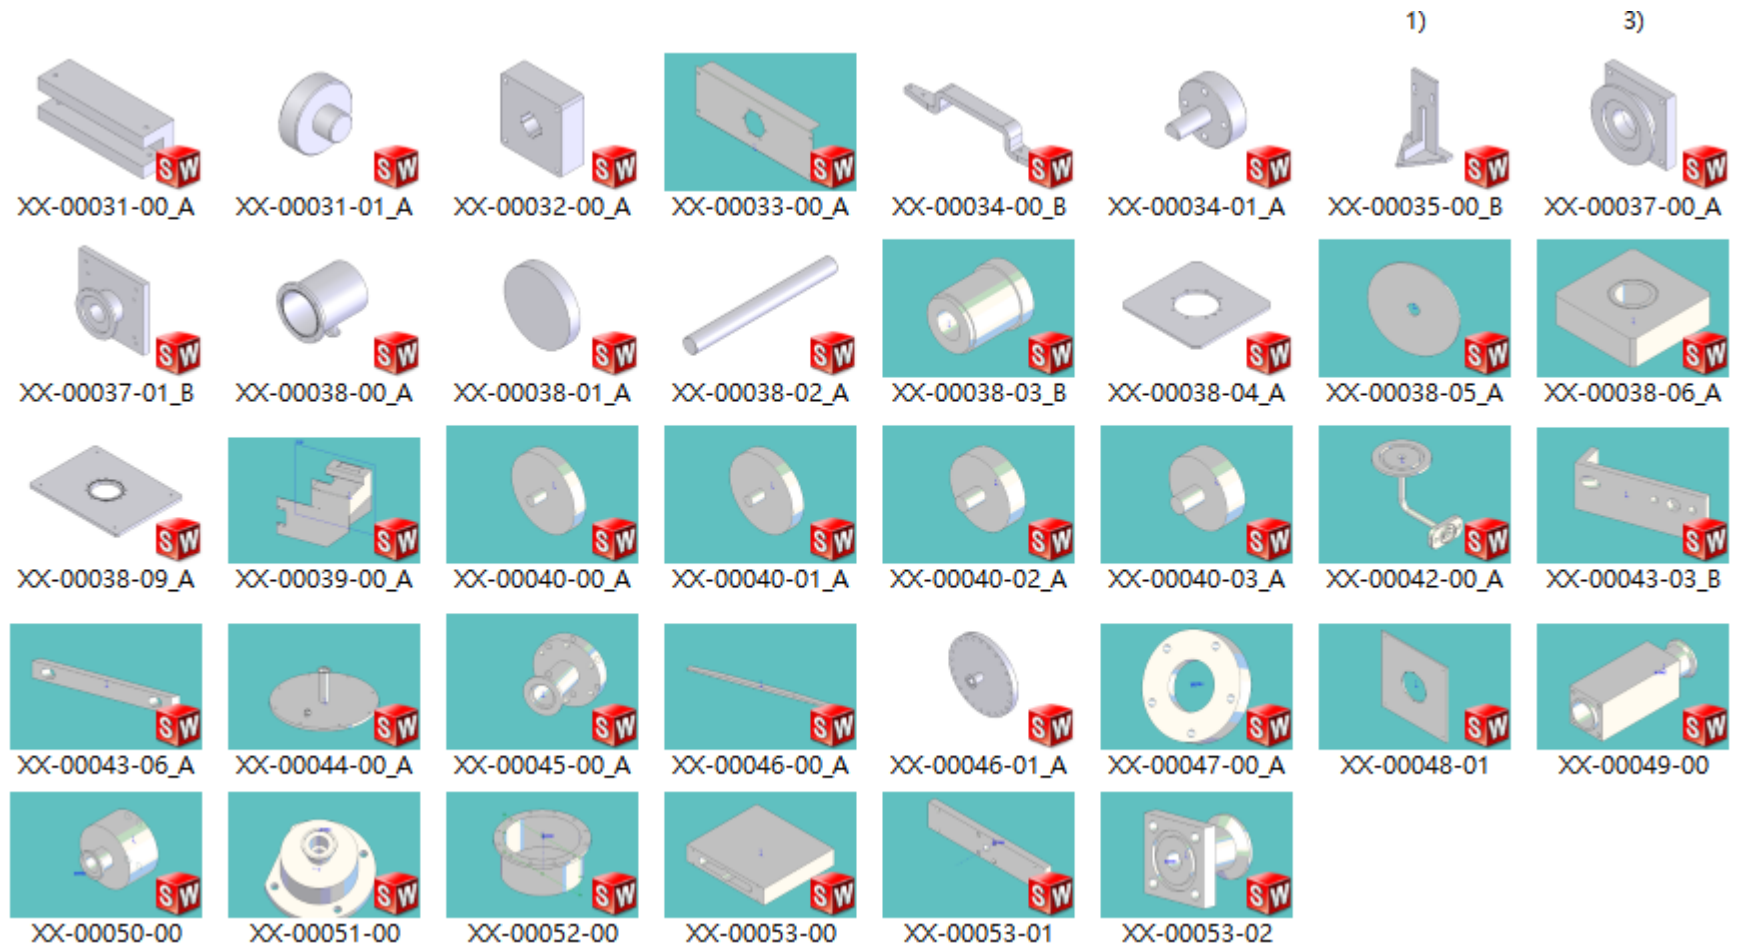 1) 3)
XX-00031-00_A XX-00031-01_A XX-00032-00_A XX-00033-00_A XX-00034-00_B XX-00034-01_A XX-00035-00_B XX-00037-00_A
XX-00037-01_B XX-00038-00_A XX-00038-01_A XX-00038-02_A XX-00038-03_B XX-00038-04_A XX-00038-05_A XX-00038-06_A
XX-00038-09_A XX-00039-00_A XX-00040-00_A XX-00040-01_A XX-00040-02_A XX-00040-03_A XX-00042-00_A XX-00043-03_B
XX-00043-06_A XX-00044-00_A XX-00045-00_A XX-00046-00_A XX-00046-01_A XX-00047-00_A XX-00048-01 XX-00049-00
XX-00050-00 XX-00051-00 XX-00052-00 XX-00053-00 XX-00053-01 XX-00053-02